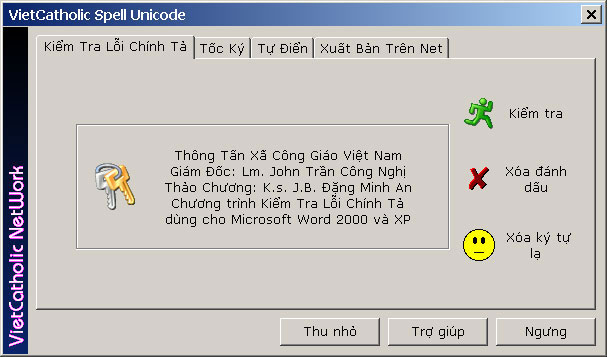 VietCatholic Spell Unicode
Kiểm Tra Lỗi Chính Tả
Tốc Ký
Tự Điển
Xuất Bản Trên Net
VietCatholic NetWork
Thông Tấn Xã Công Giáo Việt Nam
Giám Đốc: Lm. John Trần Công Nghị
Thảo Chương: K.s. J.B. Đặng Minh An
Chương trình Kiểm Tra Lỗi Chính Tả
dùng cho Microsoft Word 2000 và XP
Kiểm tra
Xóa đánh
dấu
Xóa ký tự
lạ
Thu nhỏ
Trợ giúp
Ngưng